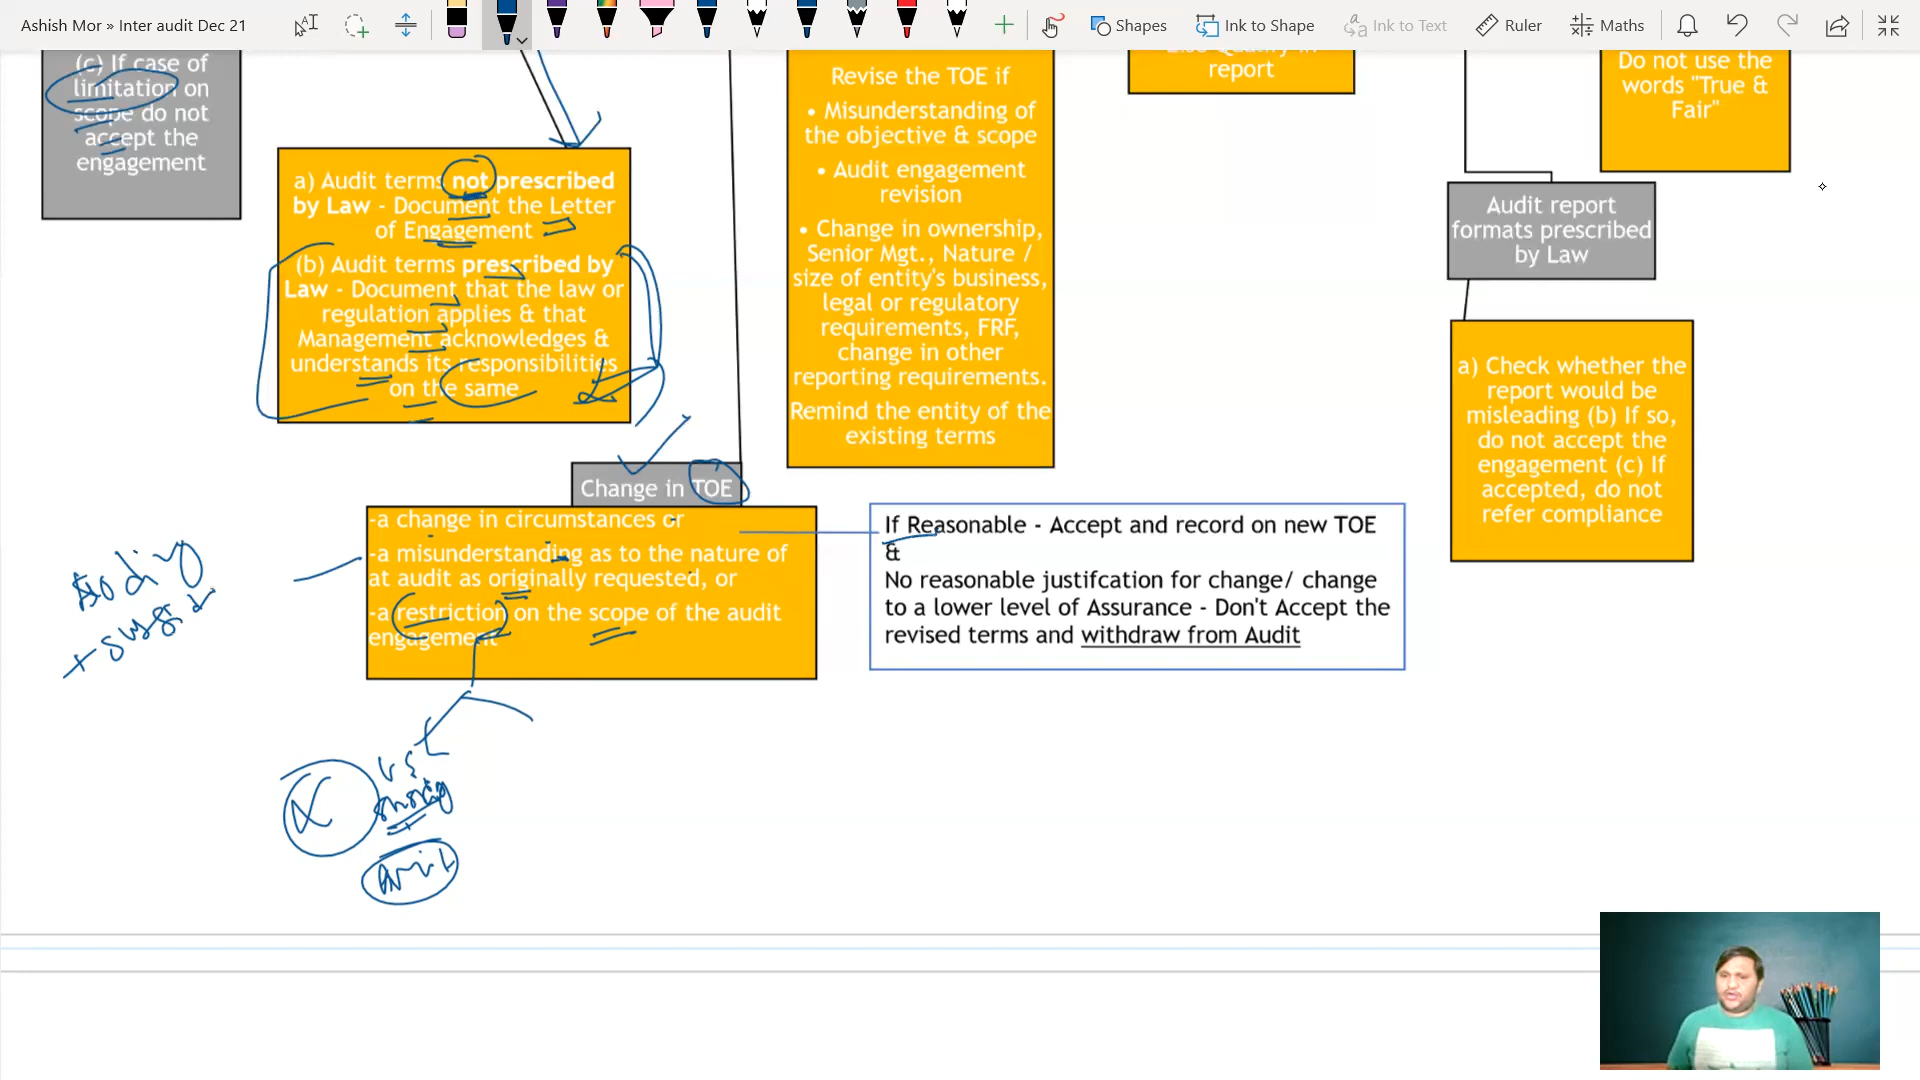 Ashish Mor » Inter audit Dec 21
Shapes
Ink to Shape
Ink to Text
Ruler
Maths
(c) If case of
limitation on
scope do not
accept the
engagement
a) Audit terms not prescribed
by Law - Document the Letter
of Engagement
(b) Audit terms prescribed by
Law - Document that the law or
regulation applies & that
Management acknowledges &
understands its responsibilities
on the same
Revise the TOE if
• Misunderstanding of
the objective & scope
• Audit engagement
revision
• Change in ownership,
Senior Mgt., Nature /
size of entity's business,
legal or regulatory
requirements, FRF,
change in other
reporting requirements.
Remind the entity of the
existing terms
report
Do not use the
words "True &
Fair"
Audit report
formats prescribed
by Law
a) Check whether the
report would be
misleading (b) If so,
do not accept the
engagement (c) If
accepted, do not
refer compliance
Change in TOE
-a change in circumstances or
-a misunderstanding as to the nature of
at audit as originally requested, or
-a restriction on the scope of the audit
engagement
If Reasonable - Accept and record on new TOE
&
No reasonable justifcation for change/ change
to a lower level of Assurance - Don't Accept the
revised terms and withdraw from Audit